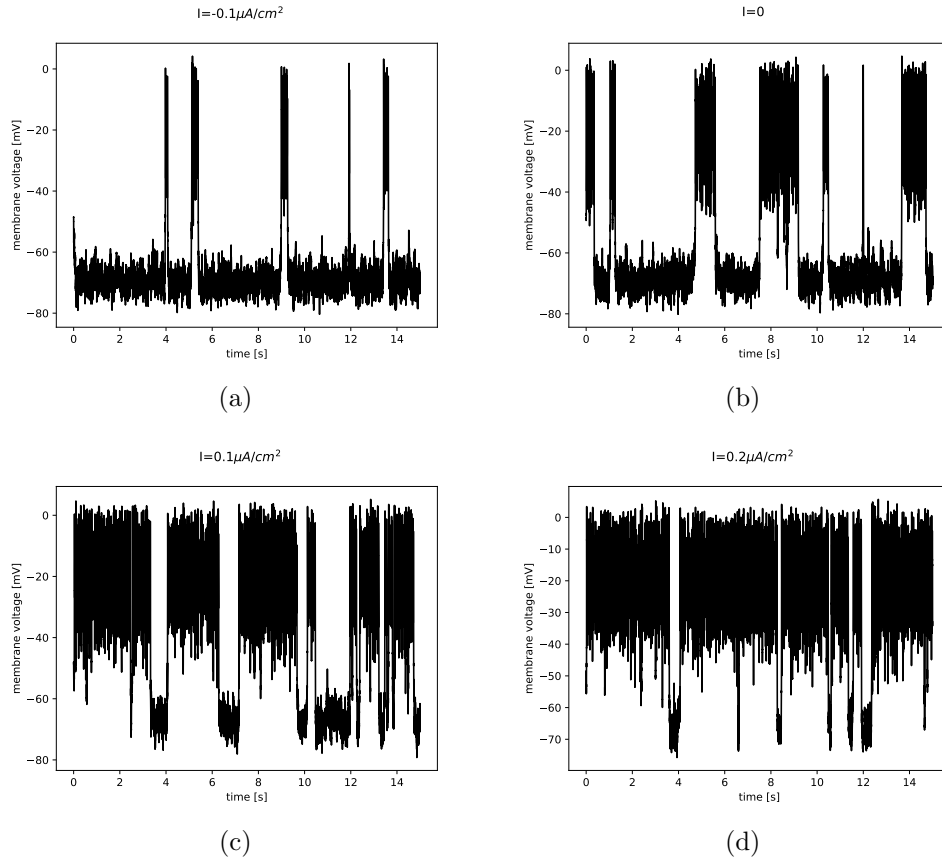 I=-0.1μA/cm²
membrane voltage [mV]
0
−20
−40
−60
−80
0 2 4 6 8 10 12 14
time [s]
(a)
I=0
membrane voltage [mV]
0
−20
−40
−60
−80
0 2 4 6 8 10 12 14
time [s]
(b)
I=0.1μA/cm²
membrane voltage [mV]
0
−20
−40
−60
−80
0 2 4 6 8 10 12 14
time [s]
(c)
I=0.2μA/cm²
membrane voltage [mV]
0
−10
−20
−30
−40
−50
−60
−70
0 2 4 6 8 10 12 14
time [s]
(d)